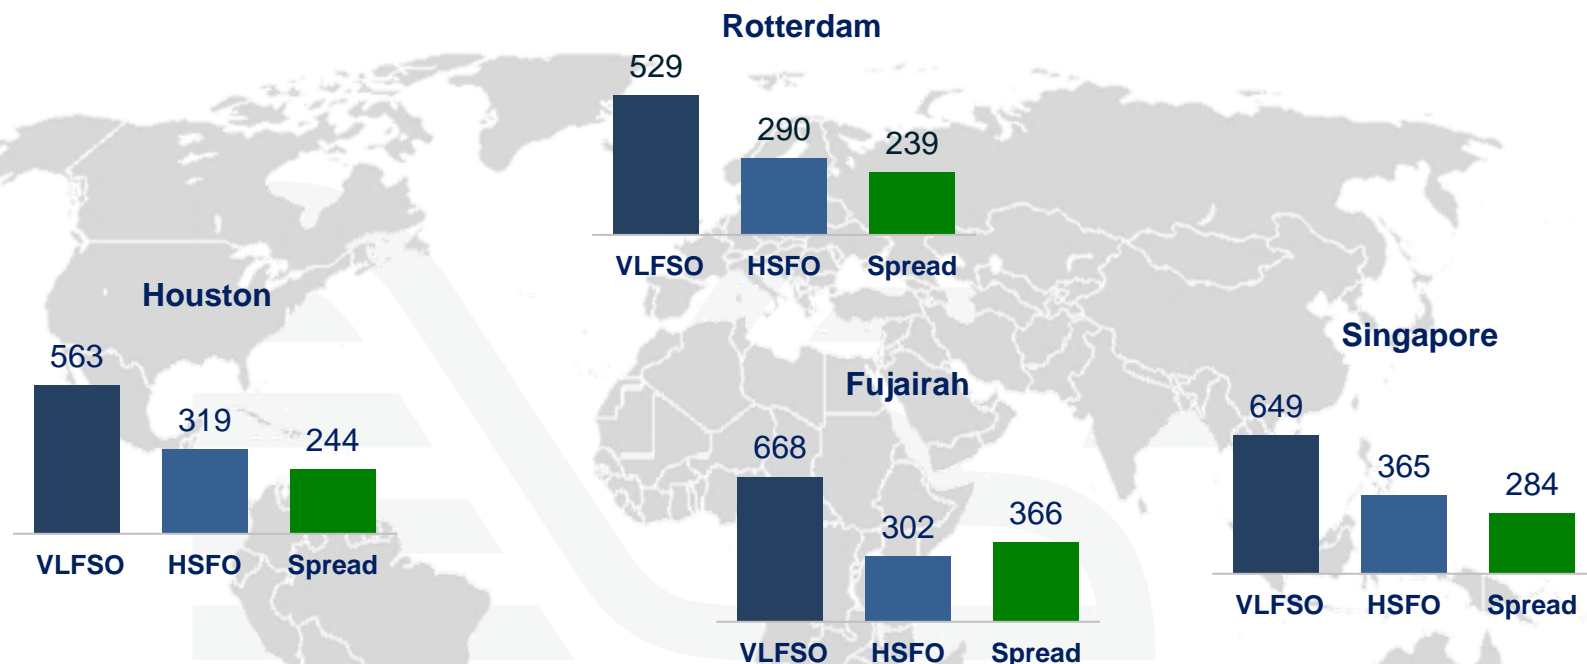 Rotterdam
529
290
239
VLFSO HSFO Spread
Houston
563
319
244
VLFSO HSFO Spread
Fujairah
668
302
366
VLFSO HSFO Spread
Singapore
649
365
284
VLFSO HSFO Spread